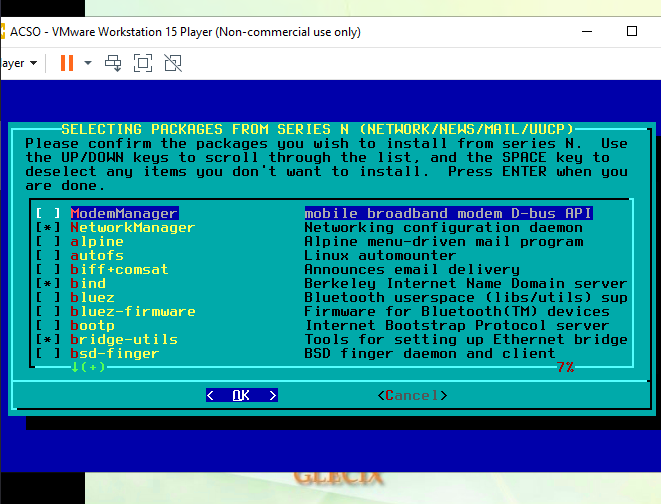 ACSO - VMware Workstation 15 Player (Non-commercial use only)
ayer
SELECTING PACKAGES FROM SERIES N (NETWORK/NEWS/MAIL/UUCP)
Please confirm the packages you wish to install from series N.  Use
the UP/DOWN keys to scroll through the list, and the SPACE key to
deselect any items you don't want to install.  Press ENTER when you
are done.
[ ] ModemManager mobile broadband modem D-bus API
[*] NetworkManager Networking configuration daemon
[ ] alpine Alpine menu-driven mail program
[ ] autofs Linux automounter
[ ] biff+comsat Announces email delivery
[*] bind Berkeley Internet Name Domain server
[ ] bluez Bluetooth userspace (libs/utils) sup
[ ] bluez-firmware Firmware for Bluetooth(TM) devices
[ ] bootp Internet Bootstrap Protocol server
[*] bridge-utils Tools for setting up Ethernet bridge
[ ] bsd-finger BSD finger daemon and client
↓(+) 7%
< OK > <Cancel>